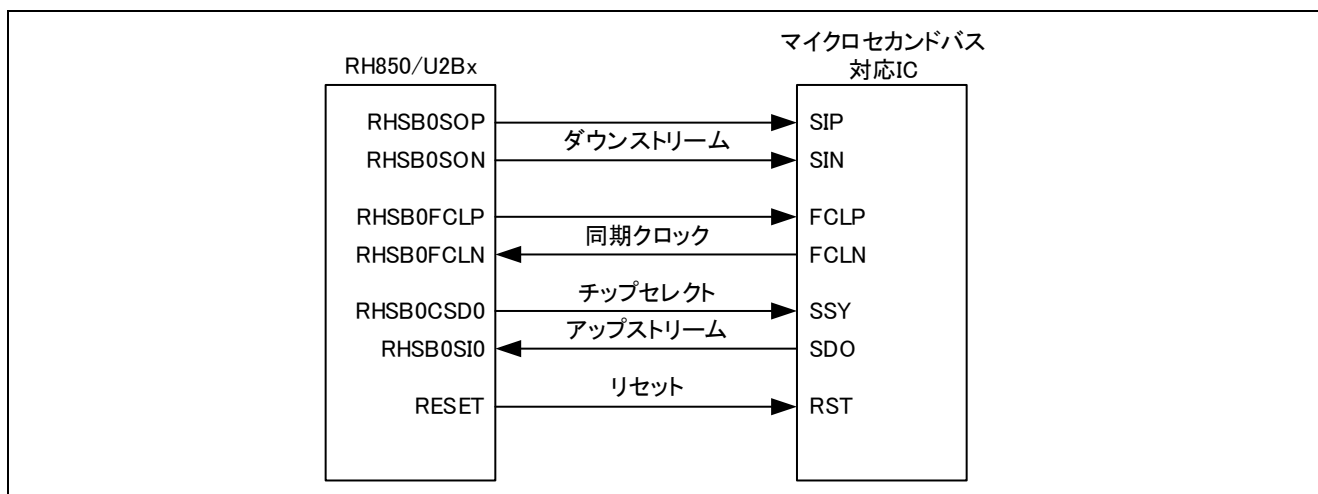 マイクロセカンドバス
対応IC
RH850/U2Bx
RHSB0SOP
SIP
ダウンストリーム
RHSB0SON
SIN
RHSB0FCLP
FCLP
同期クロック
RHSB0FCLN
FCLN
チップセレクト
RHSB0CSD0
SSY
アップストリーム
RHSB0SI0
SDO
リセット
RESET
RST